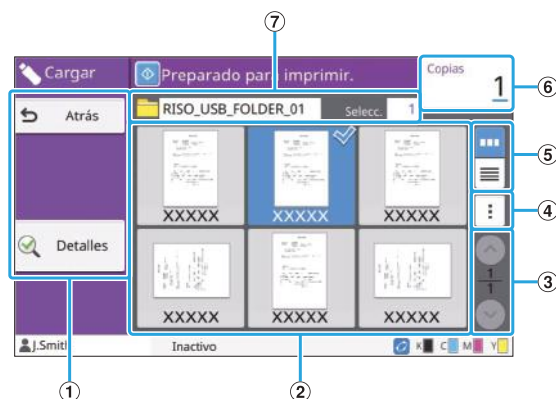 ⑦
Cargar
Preparado para imprimir.
Copias
1
⑥
Atrás
RISO_USB_FOLDER_01
Selecc. 1
⑤
XXXXX XXXXX XXXXX
④
Detalles
1
1
③
XXXXX XXXXX XXXXX
J.Smith
Inactivo
K C M Y
① ②